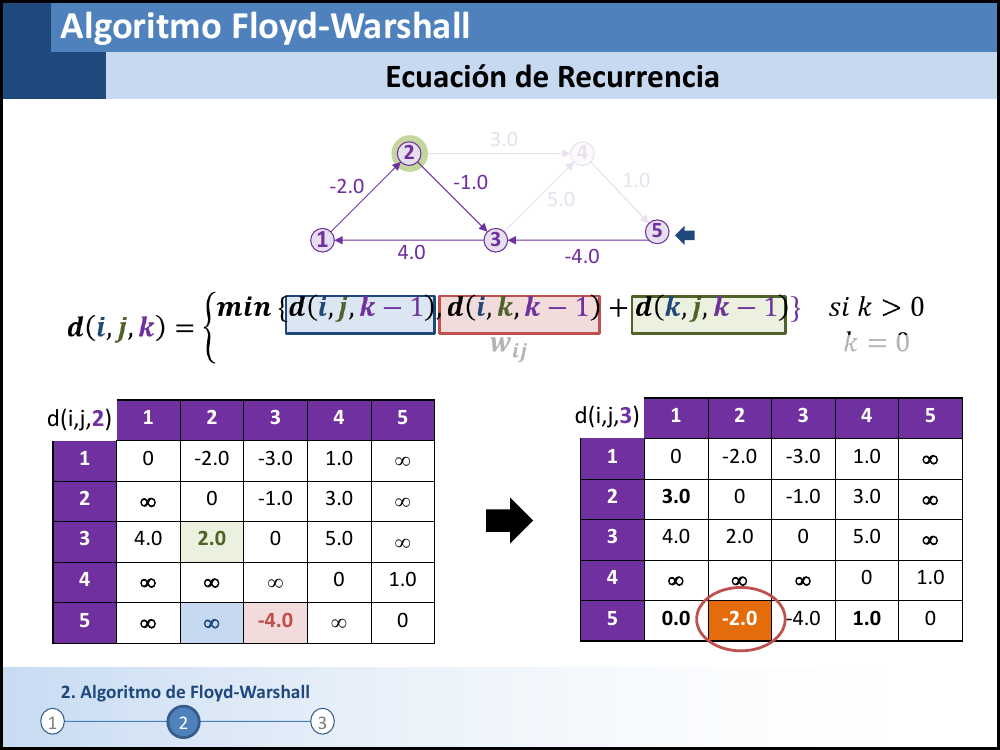 Algoritmo Floyd-Warshall
Ecuación de Recurrencia
3.0
2
4
-2.0
-1.0
5.0
1.0
1
3
5
4.0
-4.0
d(i,j,k) = { min {d(i,j,k − 1), d(i,k,k − 1) + d(k,j,k − 1)} si k > 0
w_ij k = 0
d(i,j,2) 1 2 3 4 5
1 0 -2.0 -3.0 1.0 ∞
2 ∞ 0 -1.0 3.0 ∞
3 4.0 2.0 0 5.0 ∞
4 ∞ ∞ ∞ 0 1.0
5 ∞ ∞ -4.0 ∞ 0
d(i,j,3) 1 2 3 4 5
1 0 -2.0 -3.0 1.0 ∞
2 3.0 0 -1.0 3.0 ∞
3 4.0 2.0 0 5.0 ∞
4 ∞ ∞ ∞ 0 1.0
5 0.0 -2.0 -4.0 1.0 0
2. Algoritmo de Floyd-Warshall
1 2 3